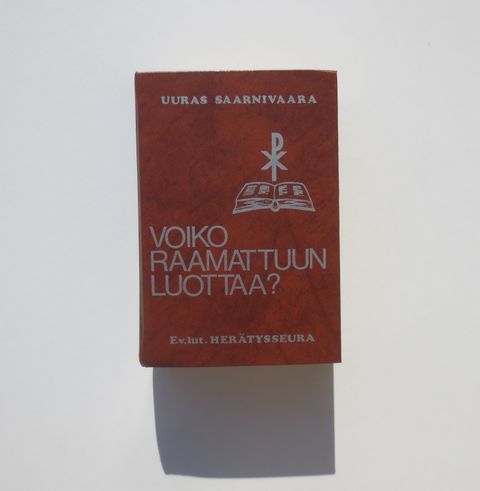 UURAS SAARNIVAARA
VOIKO
RAAMATTUUN
LUOTTAA?
Ev.lut. HERÄTYSSEURA